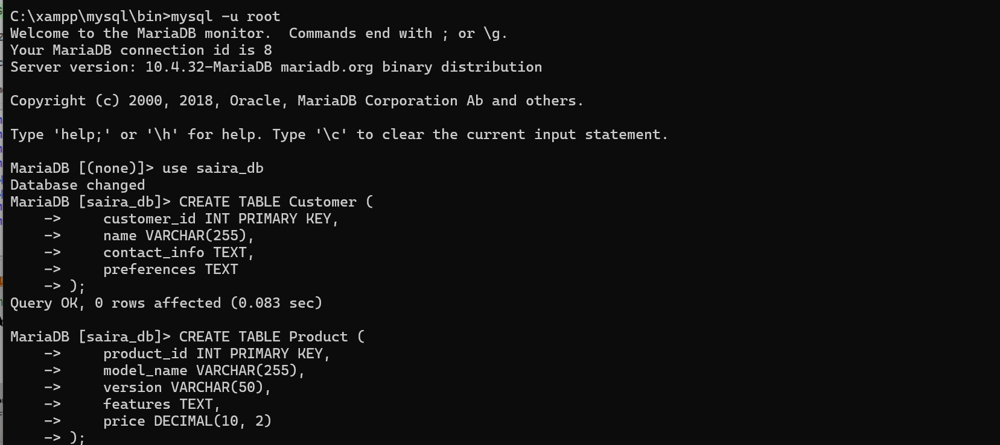 C:\xampp\mysql\bin>mysql -u root
Welcome to the MariaDB monitor.  Commands end with ; or \g.
Your MariaDB connection id is 8
Server version: 10.4.32-MariaDB mariadb.org binary distribution

Copyright (c) 2000, 2018, Oracle, MariaDB Corporation Ab and others.

Type 'help;' or '\h' for help. Type '\c' to clear the current input statement.

MariaDB [(none)]> use saira_db
Database changed
MariaDB [saira_db]> CREATE TABLE Customer (
    ->     customer_id INT PRIMARY KEY,
    ->     name VARCHAR(255),
    ->     contact_info TEXT,
    ->     preferences TEXT
    -> );
Query OK, 0 rows affected (0.083 sec)

MariaDB [saira_db]> CREATE TABLE Product (
    ->     product_id INT PRIMARY KEY,
    ->     model_name VARCHAR(255),
    ->     version VARCHAR(50),
    ->     features TEXT,
    ->     price DECIMAL(10, 2)
    -> );